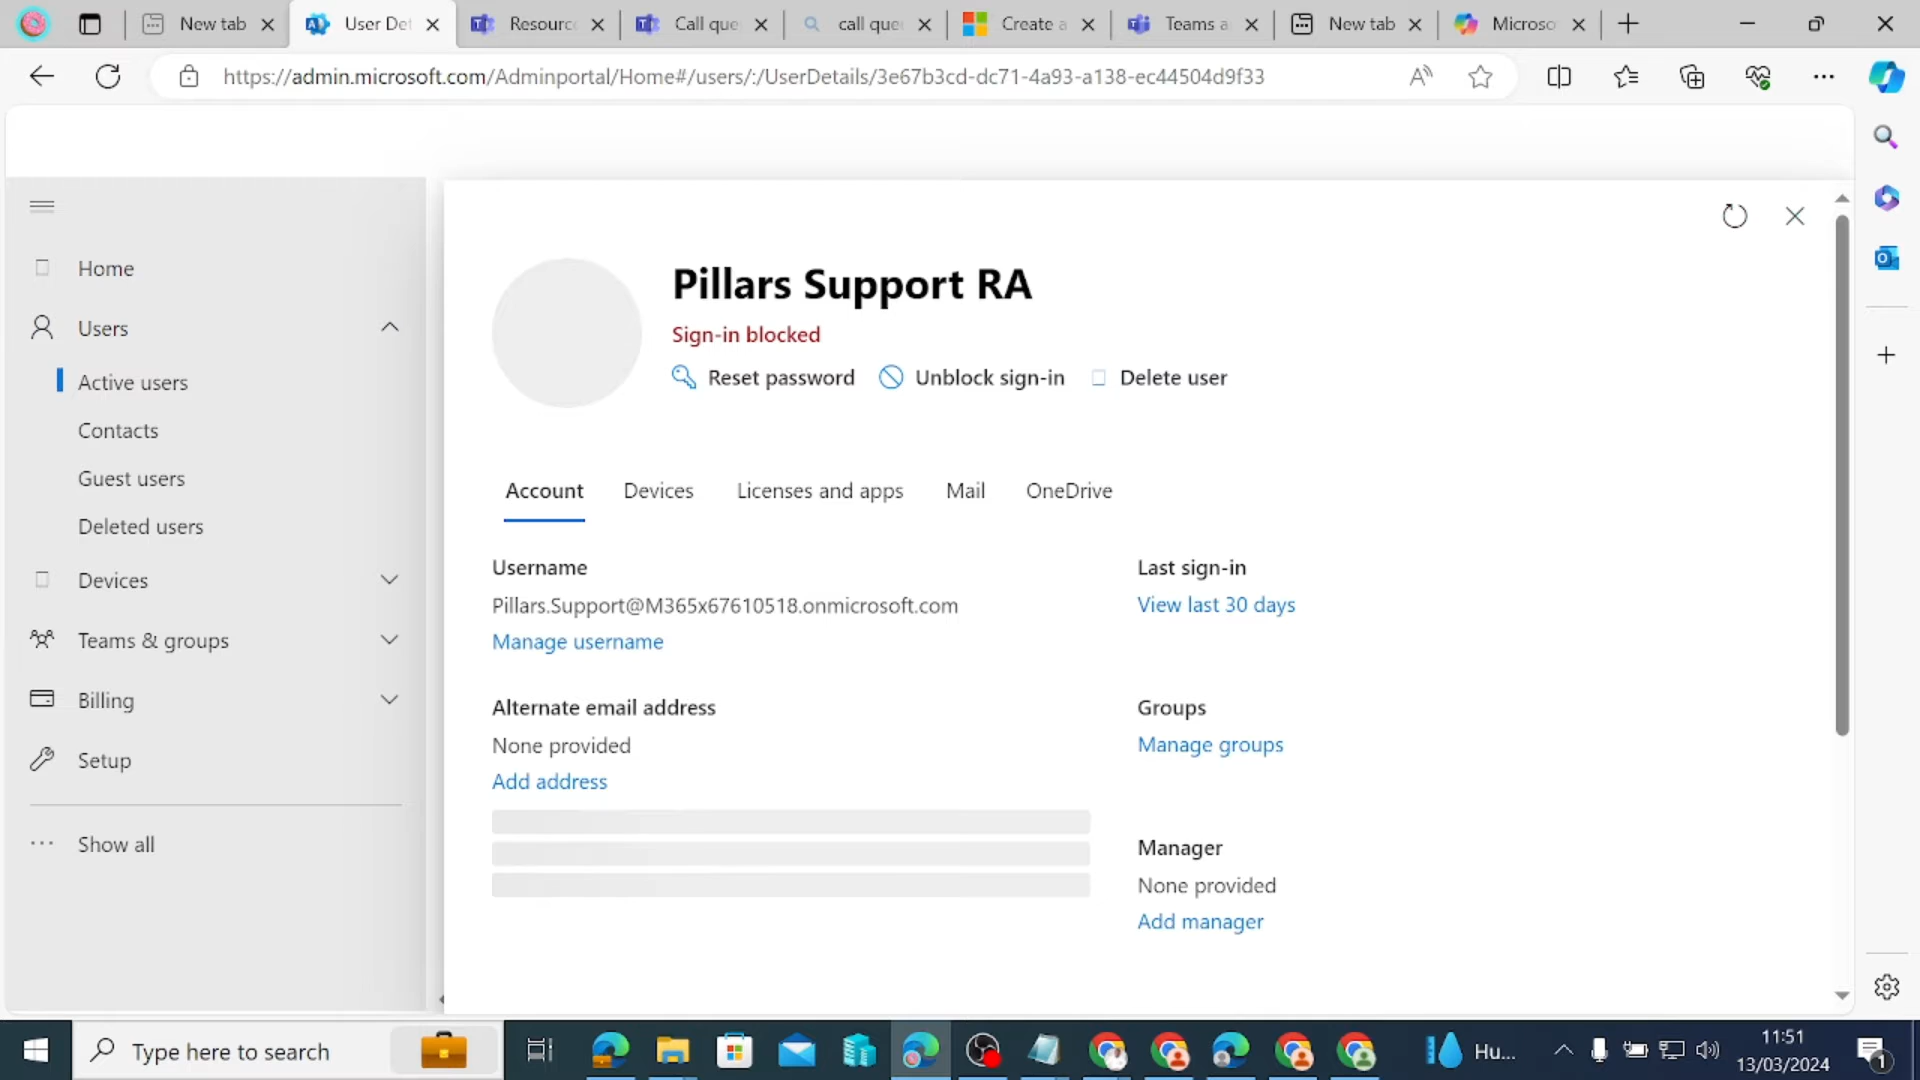 New tab
User Det
Resource
Call que
call que
Create a
Teams a
New tab
Microso
https://admin.microsoft.com/Adminportal/Home#/users/:/UserDetails/3e67b3cd-dc71-4a93-a138-ec44504d9f33
Home
Users
Active users
Contacts
Guest users
Deleted users
Devices
Teams & groups
Billing
Setup
Show all
Pillars Support RA
Sign-in blocked
Reset password
Unblock sign-in
Delete user
Account
Devices
Licenses and apps
Mail
OneDrive
Username
Pillars.Support@M365x67610518.onmicrosoft.com
Manage username
Last sign-in
View last 30 days
Alternate email address
None provided
Add address
Groups
Manage groups
Manager
None provided
Add manager
Type here to search
Hu...
11:51
13/03/2024
1